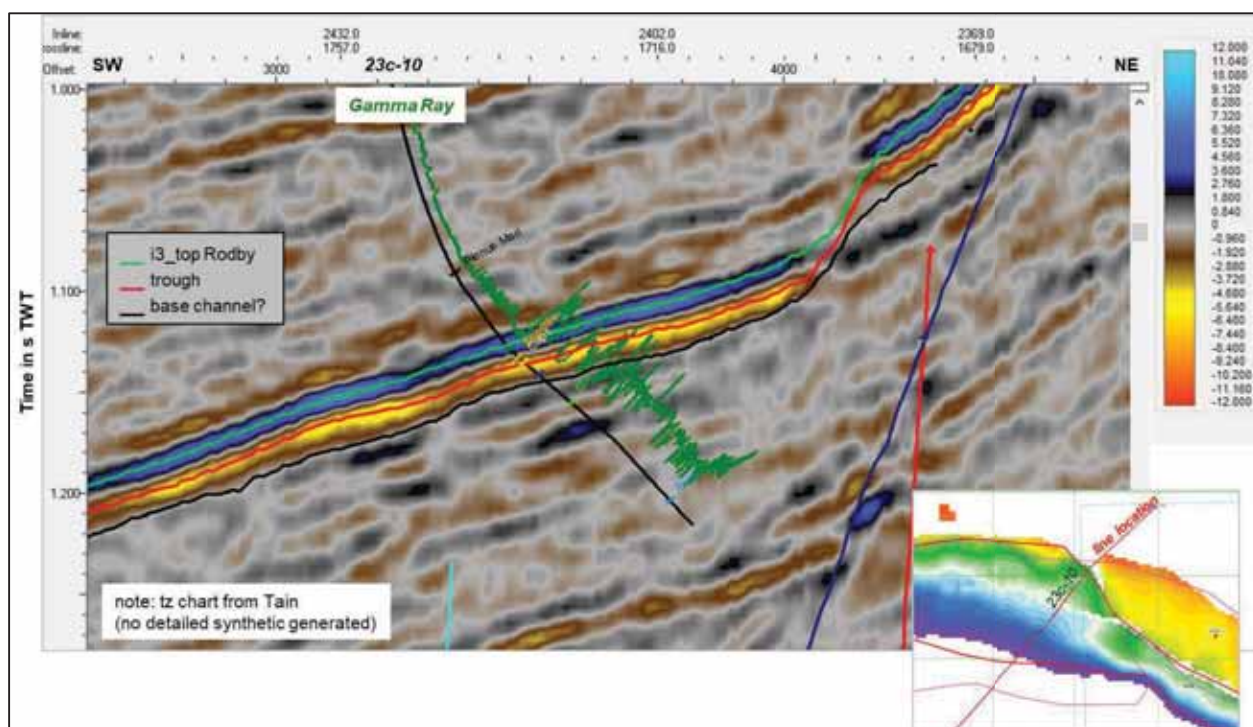 Inline: 2432.0 2402.0 2369.0
ossline: 1757.0 1716.0 1679.0
Offset: SW 3000 23c-10 4000 NE
1.000
Gamma Ray
i3_top Rodby
trough
base channel?
1.100
Time in s TWT
1.200
note: tz chart from Tain
(no detailed synthetic generated)
12.000
11.040
10.080
9.120
8.280
7.320
6.360
5.520
4.560
3.600
2.760
1.800
0.840
0
-0.960
-1.920
-2.880
-3.720
-4.680
-5.640
-6.480
-7.440
-8.400
-9.240
-10.200
-11.160
-12.000
line location
23c-10